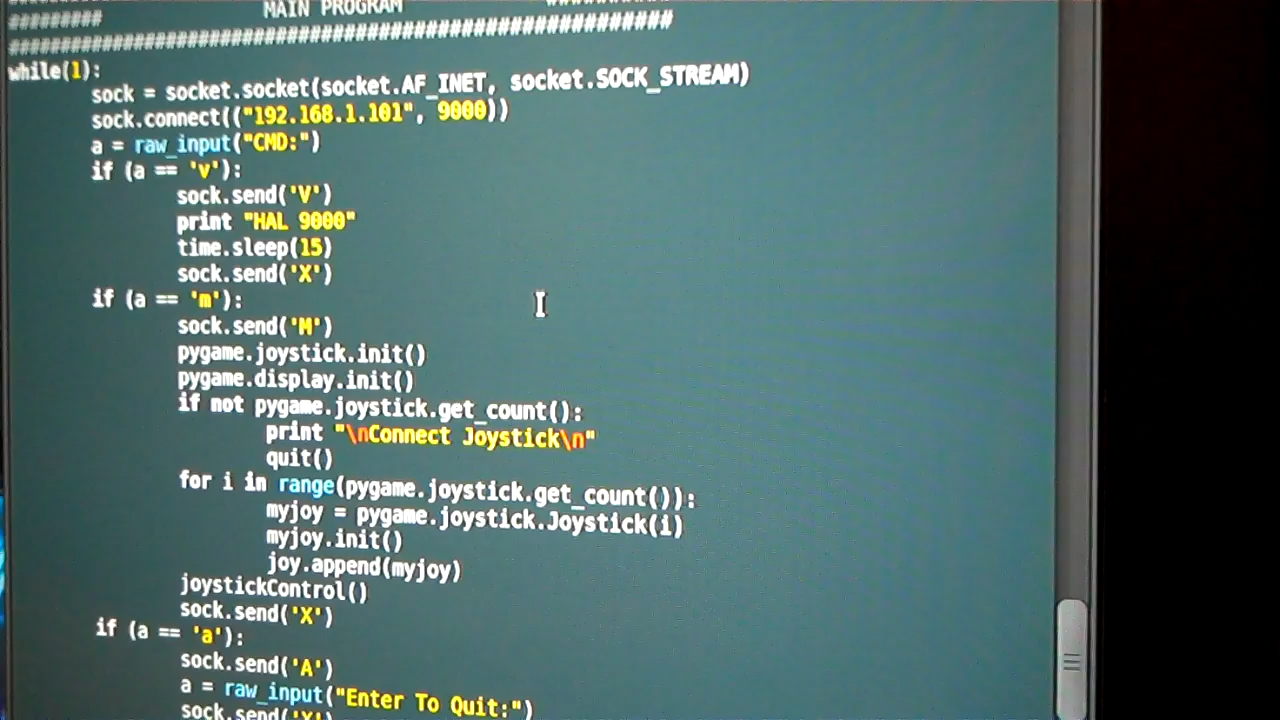 ######### MAIN PROGRAM
################################################################
while(1):
sock = socket.socket(socket.AF_INET, socket.SOCK_STREAM)
sock.connect(("192.168.1.101", 9000))
a = raw_input("CMD:")
if (a == 'v'):
sock.send('V')
print "HAL 9000"
time.sleep(15)
sock.send('X')
if (a == 'm'):
sock.send('M')
pygame.joystick.init()
pygame.display.init()
if not pygame.joystick.get_count():
print "\nConnect Joystick\n"
quit()
for i in range(pygame.joystick.get_count()):
myjoy = pygame.joystick.Joystick(i)
myjoy.init()
joy.append(myjoy)
joystickControl()
sock.send('X')
if (a == 'a'):
sock.send('A')
a = raw_input("Enter To Quit:")
sock.send('X')